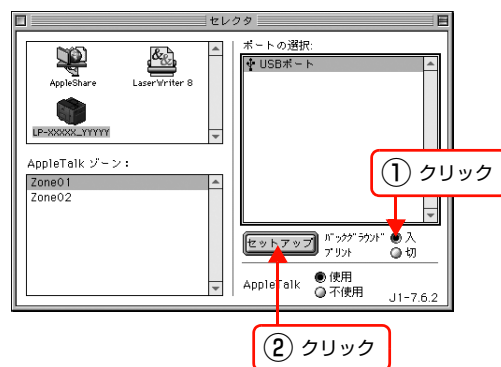 セレクタ
AppleShare
LaserWriter 8
LP-XXXXX_YYYYY
AppleTalk ゾーン：
Zone01
Zone02
ポートの選択:
USBポート
① クリック
セットアップ
バックグラウンド
プリント
入
切
AppleTalk
使用
不使用
J1-7.6.2
② クリック